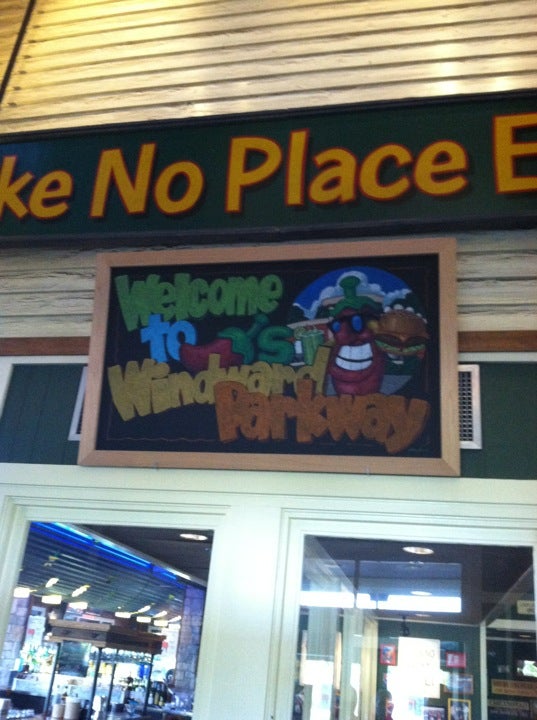 ke No Place E
Welcome
to 's
Windward
Parkway